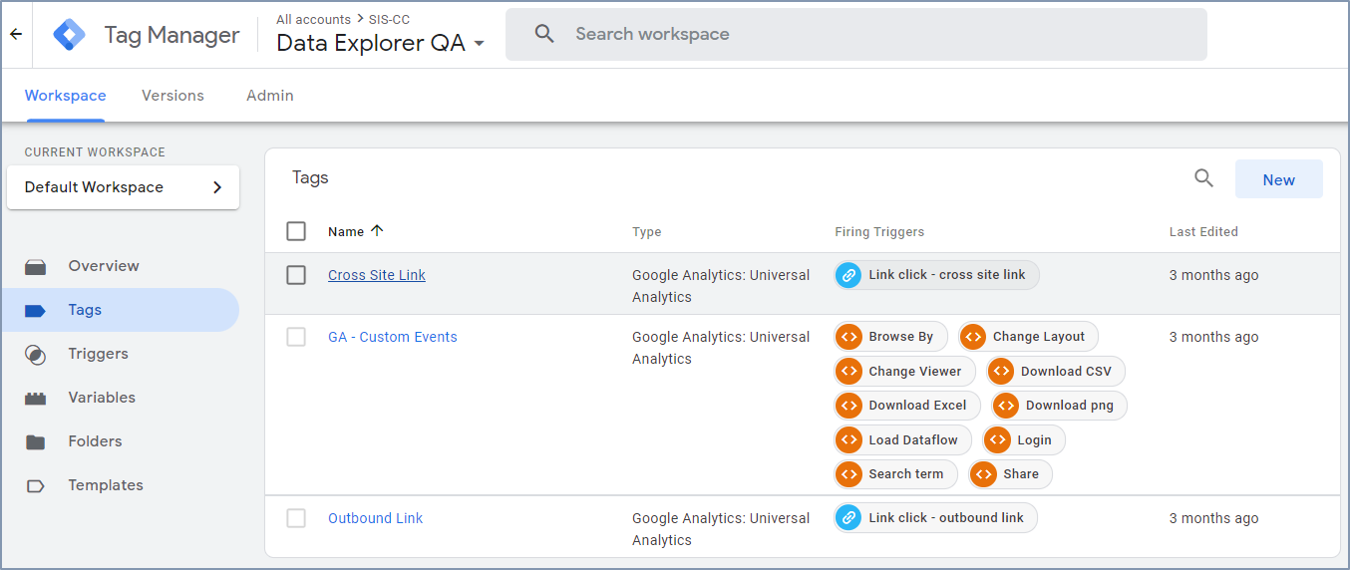 Tag Manager
All accounts > SIS-CC
Data Explorer QA
Search workspace
Workspace Versions Admin
CURRENT WORKSPACE
Default Workspace
Overview
Tags
Triggers
Variables
Folders
Templates
Tags
New
Name Type Firing Triggers Last Edited
Cross Site Link Google Analytics: Universal Link click - cross site link 3 months ago
Analytics
GA - Custom Events Google Analytics: Universal Browse By Change Layout 3 months ago
Analytics
Change Viewer Download CSV
Download Excel Download png
Load Dataflow Login
Search term Share
Outbound Link Google Analytics: Universal Link click - outbound link 3 months ago
Analytics